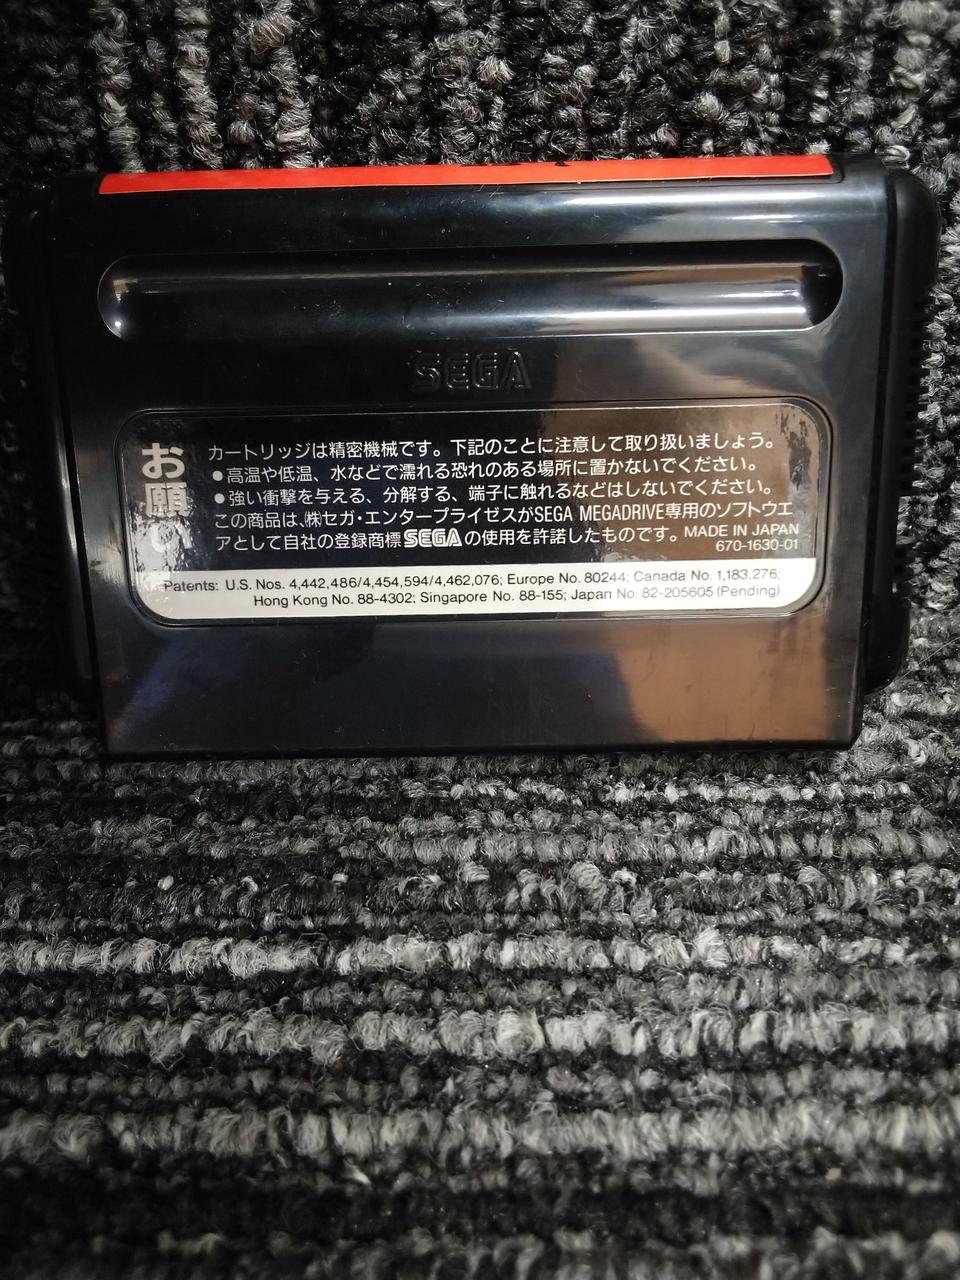 SEGA
お願い
カートリッジは精密機械です。下記のことに注意して取り扱いましょう。
●高温や低温、水などで濡れる恐れのある場所に置かないでください。
●強い衝撃を与える、分解する、端子に触れるなどはしないでください。
この商品は、㈱セガ・エンタープライゼスがSEGA MEGADRIVE専用のソフトウエ
アとして自社の登録商標SEGAの使用を許諾したものです。MADE IN JAPAN
670-1630-01
Patents: U.S. Nos. 4,442,486/4,454,594/4,462,076; Europe No. 80244; Canada No. 1,183,276;
Hong Kong No. 88-4302; Singapore No. 88-155; Japan No. 82-205605 (Pending)